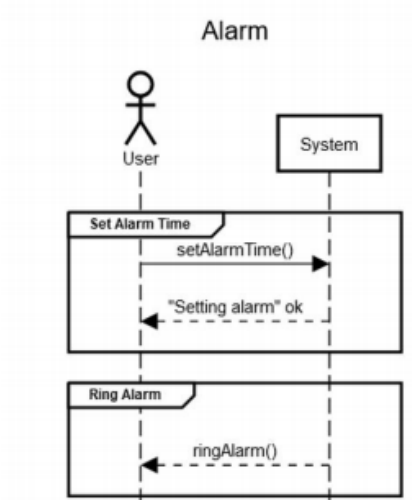 Alarm
User
System
Set Alarm Time
setAlarmTime()
"Setting alarm" ok
Ring Alarm
ringAlarm()